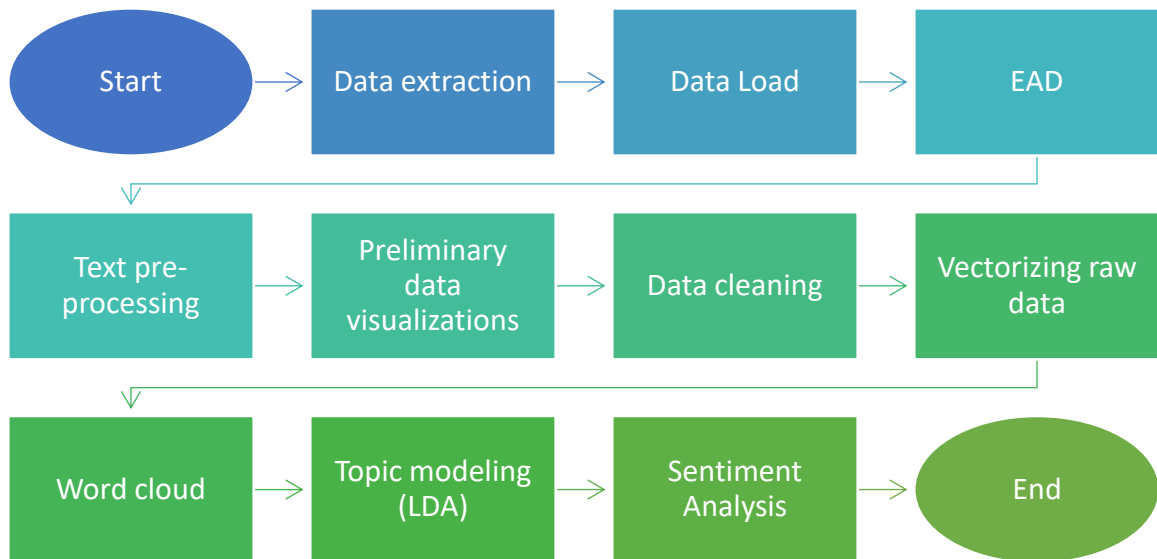 Start
Data extraction
Data Load
EAD
Text pre-
processing
Preliminary
data
visualizations
Data cleaning
Vectorizing raw
data
Word cloud
Topic modeling
(LDA)
Sentiment
Analysis
End